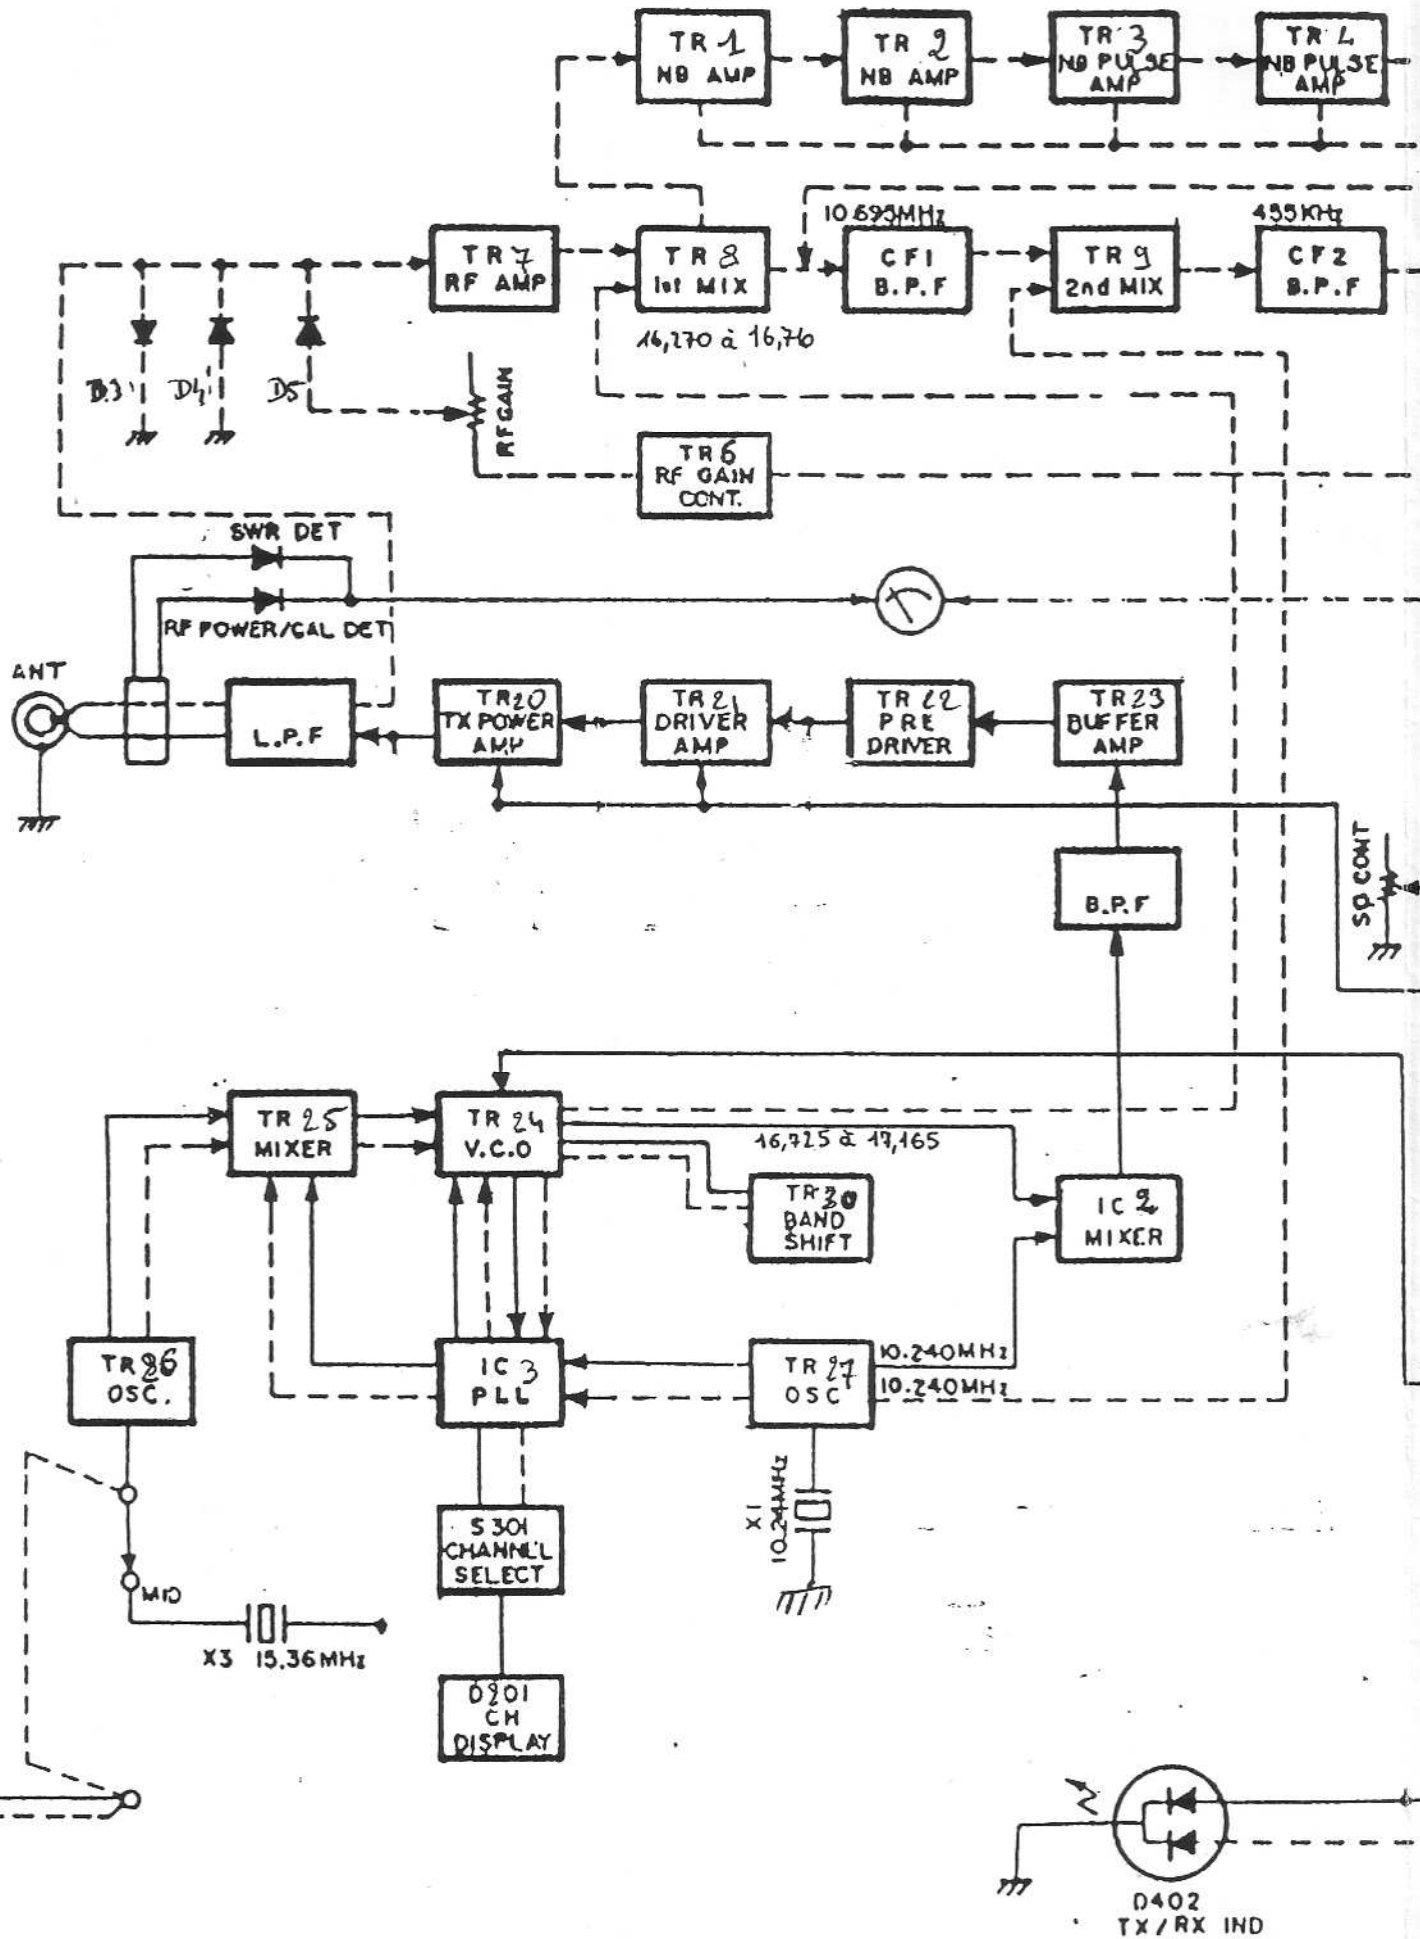 TR 1
NB AMP
TR 2
NB AMP
TR 3
NB PULSE
AMP
TR 4
NB PULSE
AMP
10.695MHz
455KHz
TR 7
RF AMP
TR 8
1st MIX
CF1
B.P.F
TR 9
2nd MIX
CF2
B.P.F
16,270 à 16,76
D3
D4
D5
RF GAIN
TR 6
RF GAIN
CONT.
SWR DET
RF POWER/CAL DET
ANT
L.P.F
TR 20
TX POWER
AMP
TR 21
DRIVER
AMP
TR 22
PRE
DRIVER
TR 23
BUFFER
AMP
B.P.F
SQ CONT
TR 25
MIXER
TR 24
V.C.O
16,725 à 17,165
TR 30
BAND
SHIFT
IC 2
MIXER
TR 26
OSC.
IC 3
PLL
TR 27
OSC
10.240MHz
10.240MHz
X1
10.24MHz
S301
CHANNEL
SELECT
MID
X3 15.36MHz
D201
CH
DISPLAY
D402
TX/RX IND